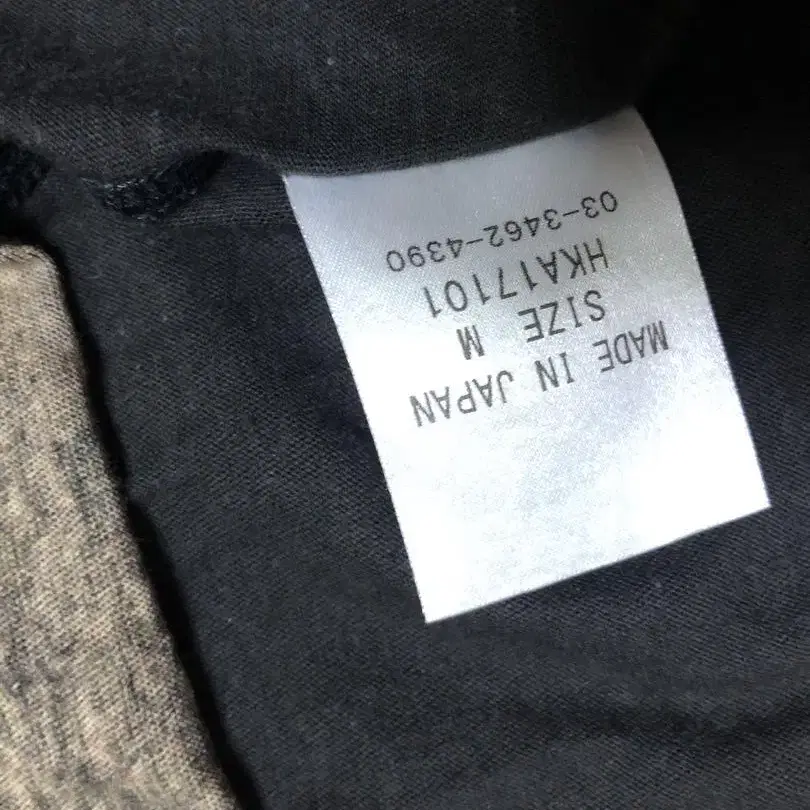 MADE IN JAPAN
SIZE M
HKA17101
03-3462-4390